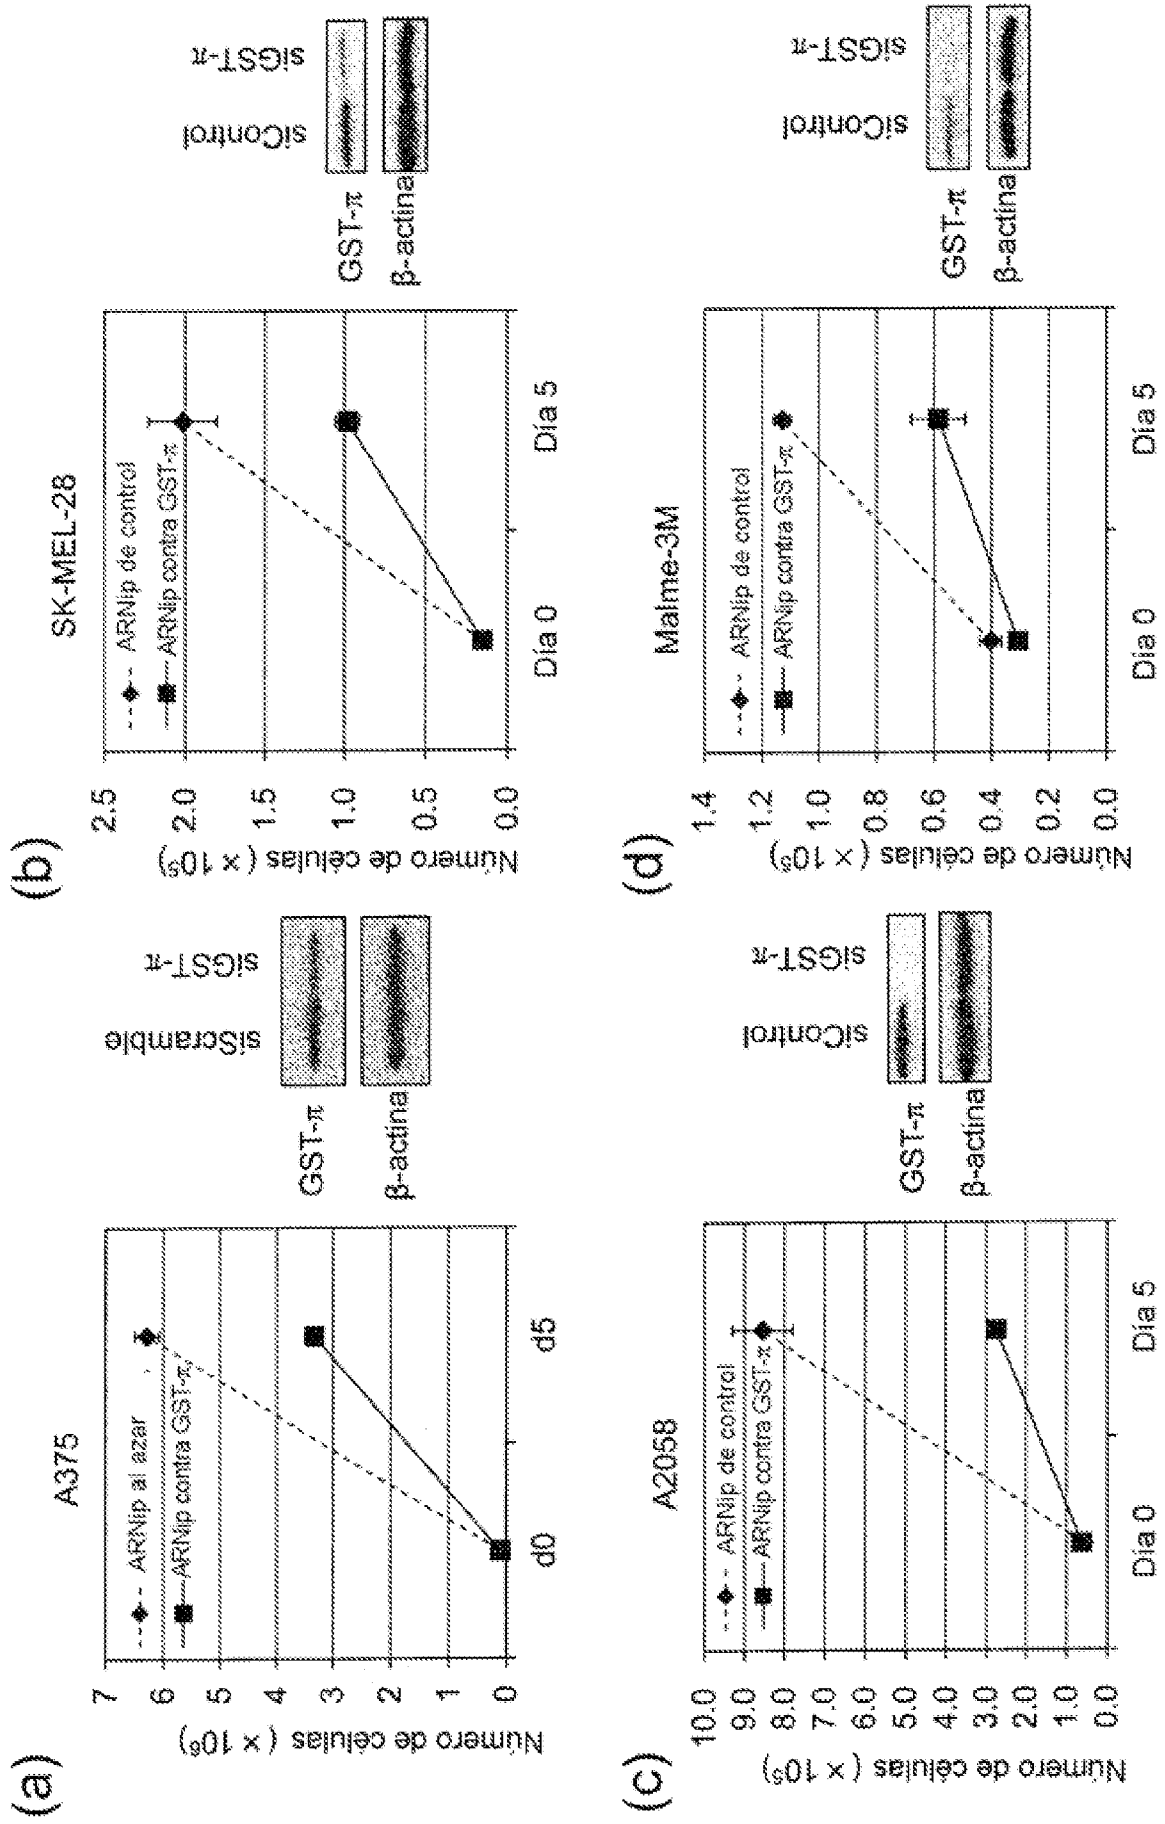 (a)
A375
Número de células (× 10⁶)
7
6
5
4
3
2
1
0
ARNip al azar
ARNip contra GST-π
d0
d5
siScramble
siGST-π
GST-π
β-actina
(b)
SK-MEL-28
Número de células (× 10⁵)
2.5
2.0
1.5
1.0
0.5
0.0
ARNip de control
ARNip contra GST-π
Día 0
Día 5
siControl
siGST-π
GST-π
β-actina
(c)
A2058
Número de células (× 10⁵)
10.0
9.0
8.0
7.0
6.0
5.0
4.0
3.0
2.0
1.0
0.0
ARNip de control
ARNip contra GST-π
Día 0
Día 5
siControl
siGST-π
GST-π
β-actina
(d)
Malme-3M
Número de células (× 10⁵)
1.4
1.2
1.0
0.8
0.6
0.4
0.2
0.0
ARNip de control
ARNip contra GST-π
Día 0
Día 5
siControl
siGST-π
GST-π
β-actina